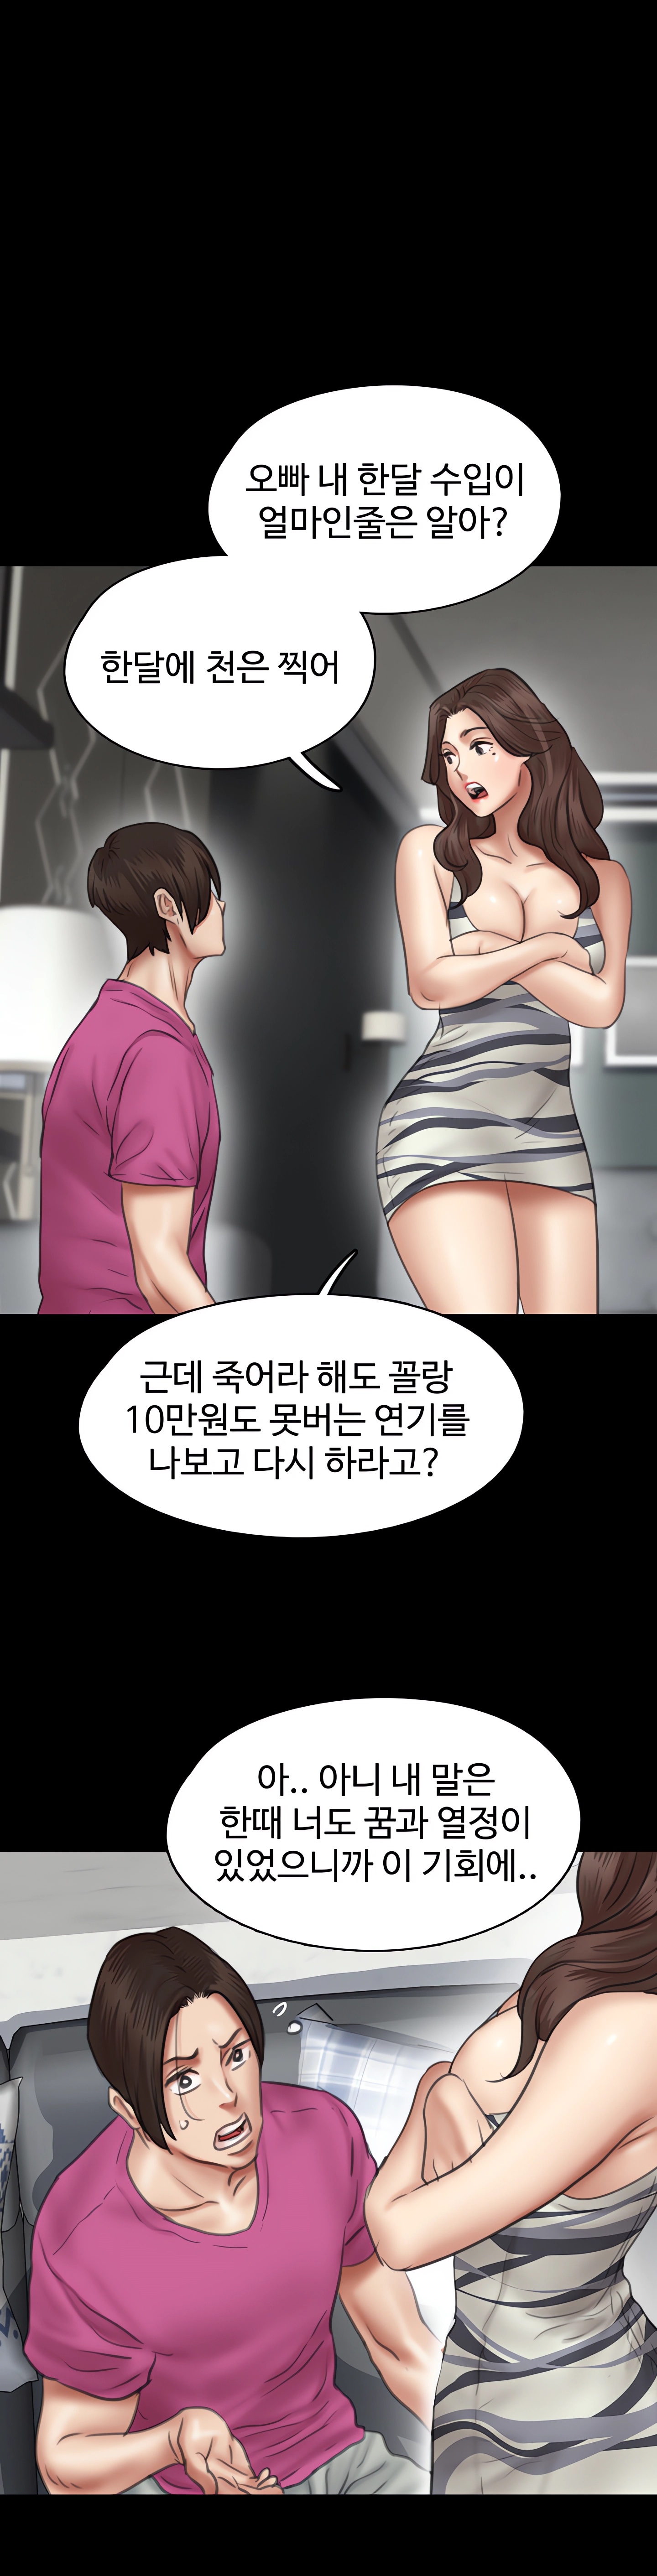 오빠 내 한달 수입이
얼마인줄은 알아?
한달에 천은 찍어
근데 죽어라 해도 꼴랑
10만원도 못버는 연기를
나보고 다시 하라고?
아.. 아니 내 말은
한때 너도 꿈과 열정이
있었으니까 이 기회에..